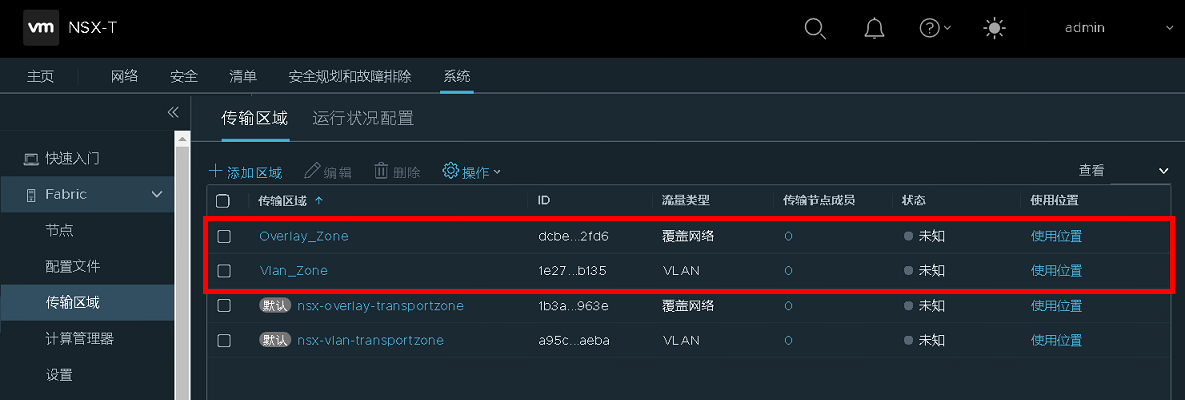 vm NSX-T admin
主页 网络 安全 清单 安全规划和故障排除 系统
传输区域 运行状况配置
快速入门
Fabric
节点
配置文件
传输区域
计算管理器
设置
添加区域 编辑 删除 操作 查看
传输区域 ID 流量类型 传输节点成员 状态 使用位置
Overlay_Zone dcbe...2fd6 覆盖网络 0 未知 使用位置
Vlan_Zone 1e27...b135 VLAN 0 未知 使用位置
默认 nsx-overlay-transportzone 1b3a...963e 覆盖网络 0 未知 使用位置
默认 nsx-vlan-transportzone a95c...aeba VLAN 0 未知 使用位置